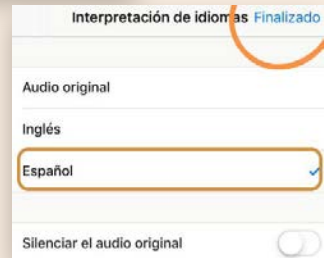 Interpretación de idiomas Finalizado
Audio original
Inglés
Español
Silenciar el audio original